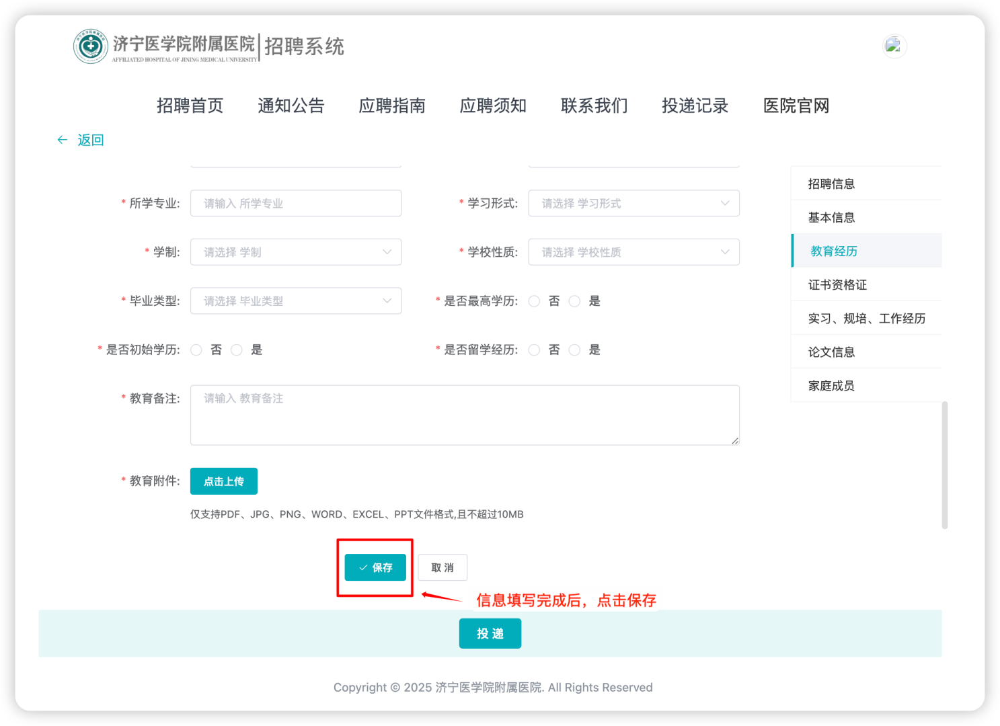 济宁医学院附属医院
AFFILIATED HOSPITAL OF JINING MEDICAL UNIVERSITY
招聘系统
招聘首页 通知公告 应聘指南 应聘须知 联系我们 投递记录 医院官网
← 返回
* 所学专业: 请输入 所学专业 * 学习形式: 请选择 学习形式
* 学制: 请选择 学制 * 学校性质: 请选择 学校性质
* 毕业类型: 请选择 毕业类型 * 是否最高学历: 否 是
* 是否初始学历: 否 是 * 是否留学经历: 否 是
* 教育备注: 请输入 教育备注
* 教育附件: 点击上传
仅支持PDF、JPG、PNG、WORD、EXCEL、PPT文件格式,且不超过10MB
保存 取消
信息填写完成后，点击保存
投递
招聘信息
基本信息
教育经历
证书资格证
实习、规培、工作经历
论文信息
家庭成员
Copyright © 2025 济宁医学院附属医院. All Rights Reserved